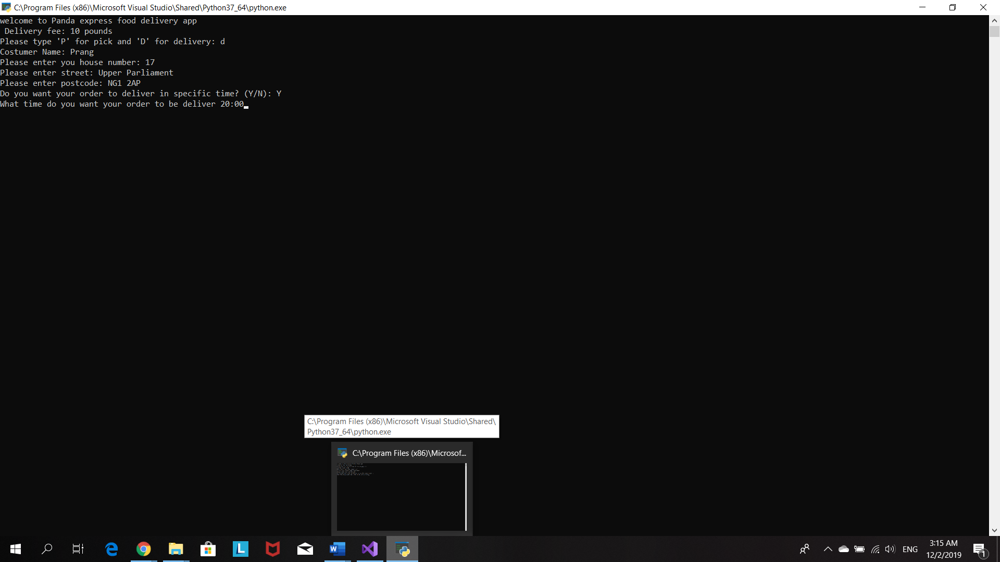 C:\Program Files (x86)\Microsoft Visual Studio\Shared\Python37_64\python.exe
welcome to Panda express food delivery app
Delivery fee: 10 pounds
Please type 'P' for pick and 'D' for delivery: d
Costumer Name: Prang
Please enter you house number: 17
Please enter street: Upper Parliament
Please enter postcode: NG1 2AP
Do you want your order to deliver in specific time? (Y/N): Y
What time do you want your order to be deliver 20:00
C:\Program Files (x86)\Microsoft Visual Studio\Shared\
Python37_64\python.exe
C:\Program Files (x86)\Microsof...
ENG
3:15 AM
12/2/2019
1